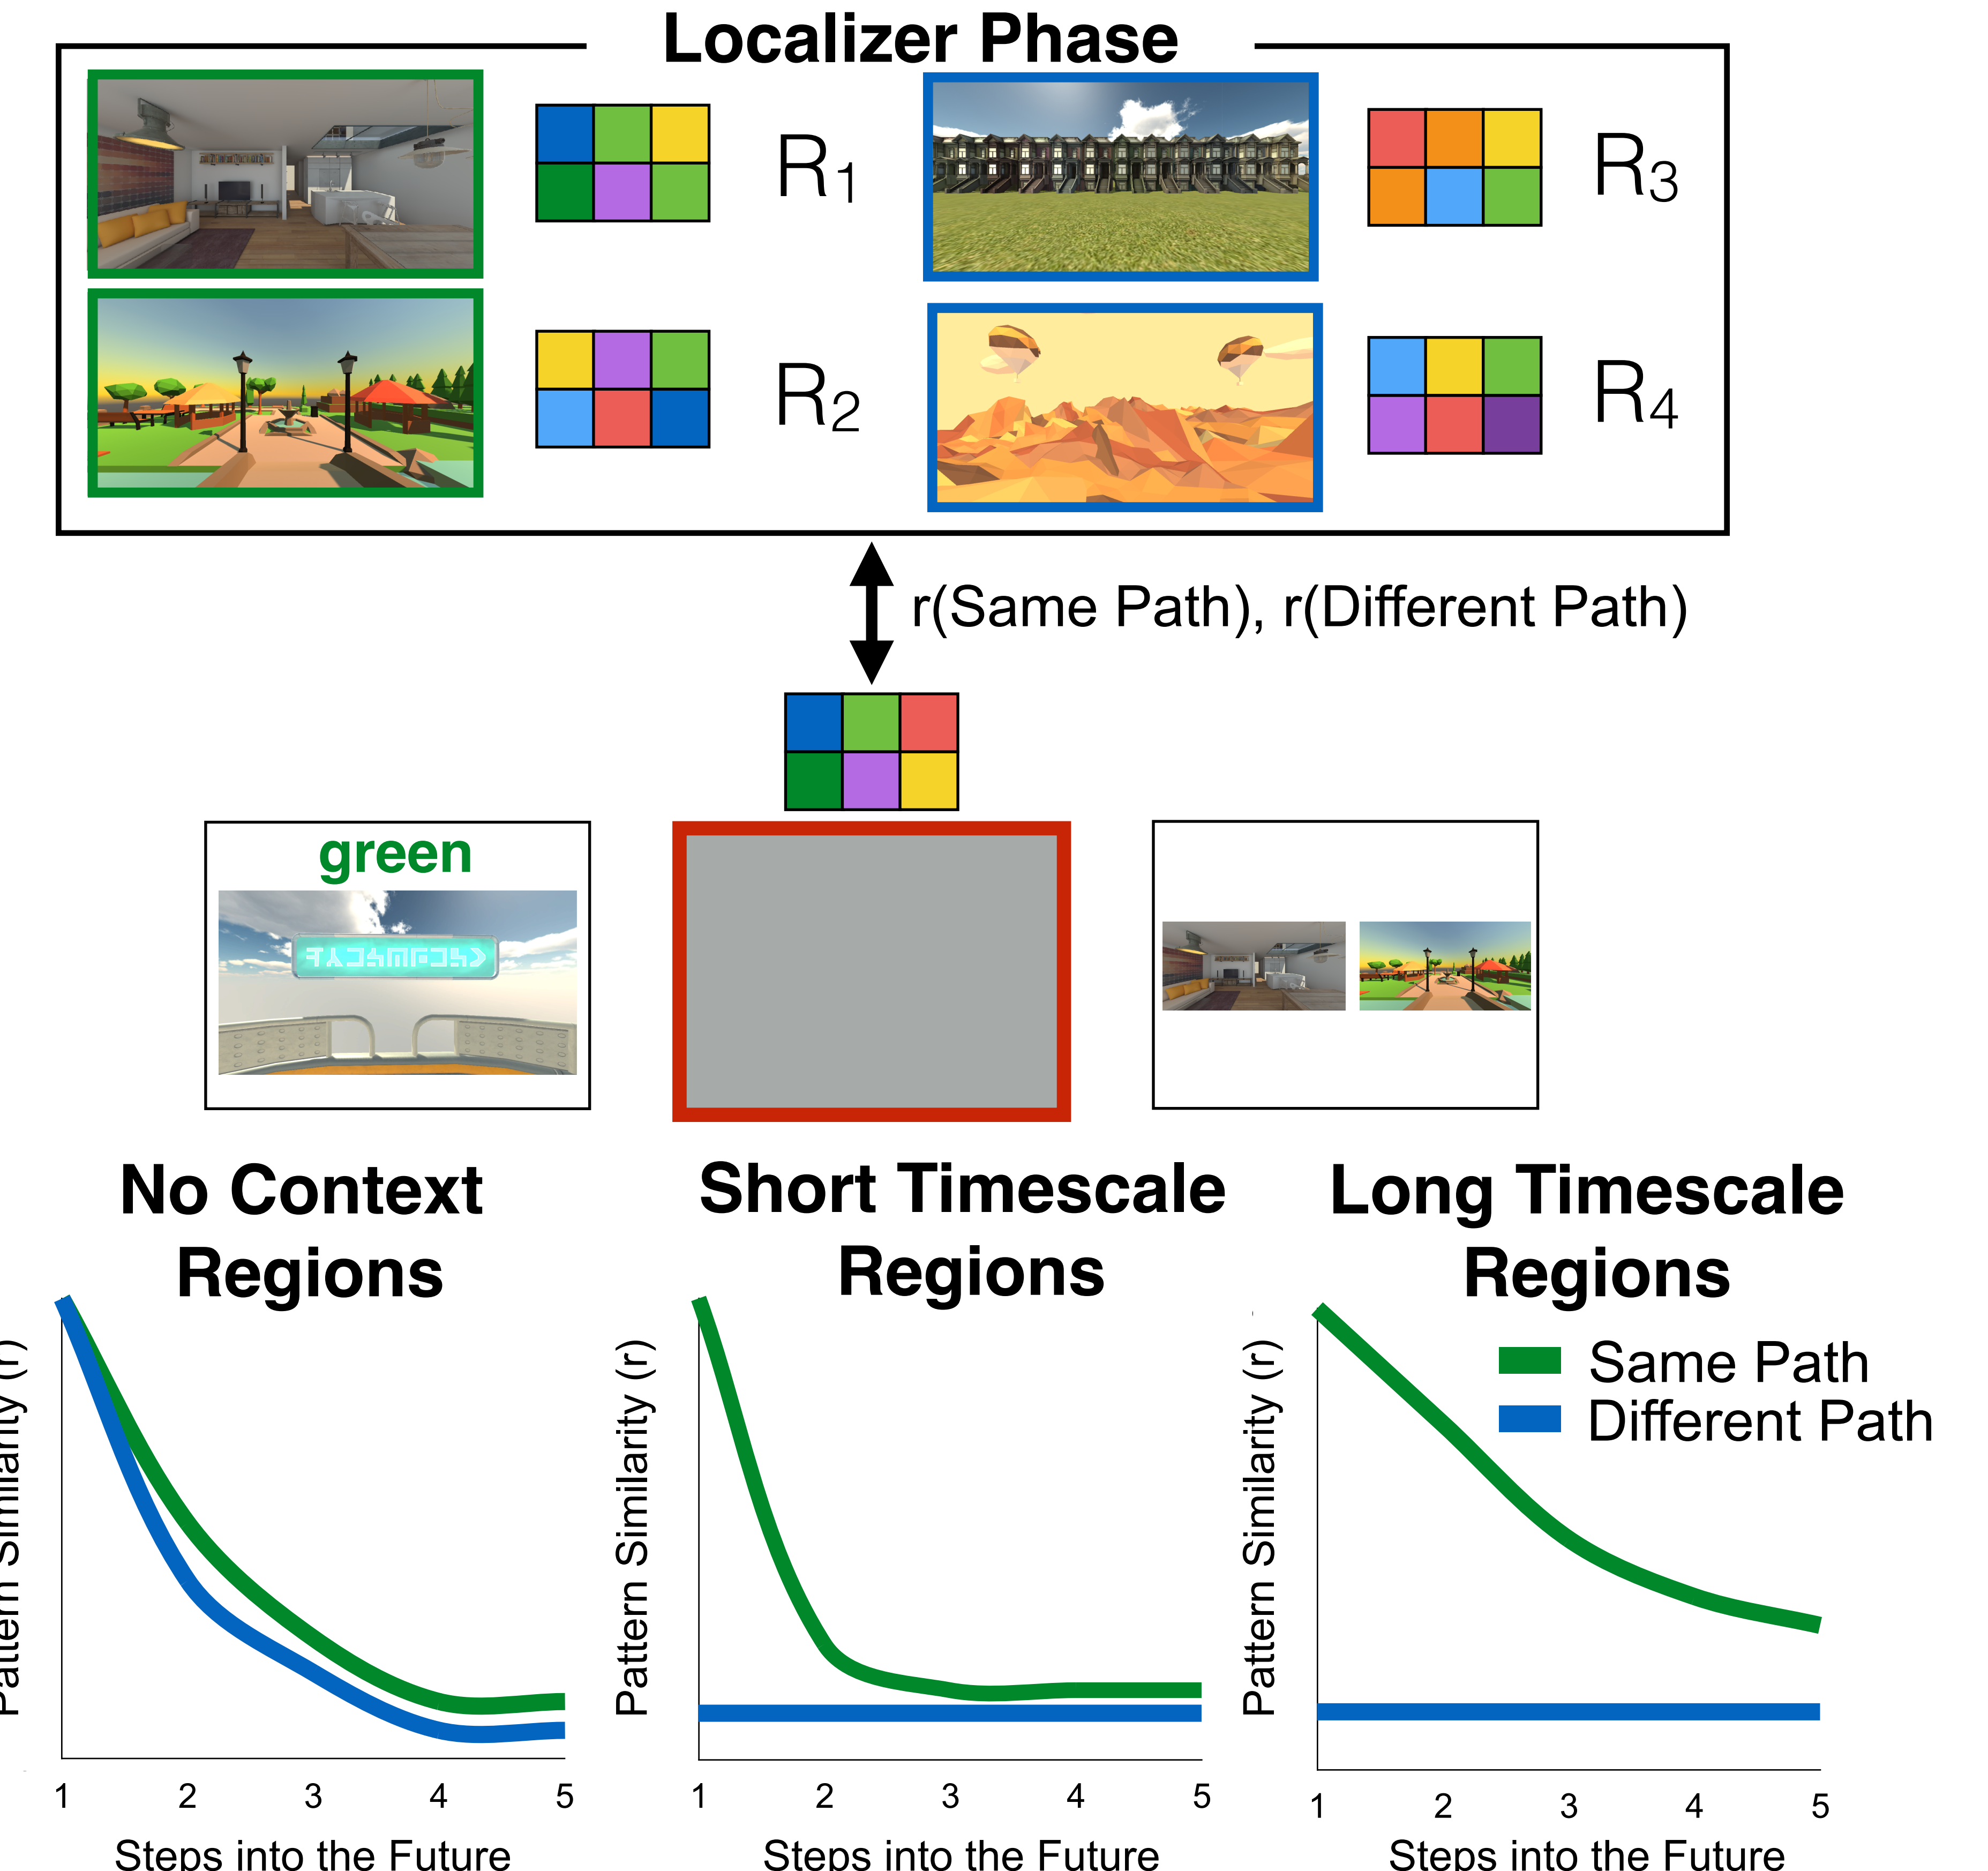 Localizer Phase
R1
R3
R2
R4
r(Same Path), r(Different Path)
green
No Context
Regions
Short Timescale
Regions
Long Timescale
Regions
Same Path
Different Path
Pattern Similarity (r)
Pattern Similarity (r)
Pattern Similarity (r)
1 2 3 4 5
1 2 3 4 5
1 2 3 4 5
Steps into the Future
Steps into the Future
Steps into the Future